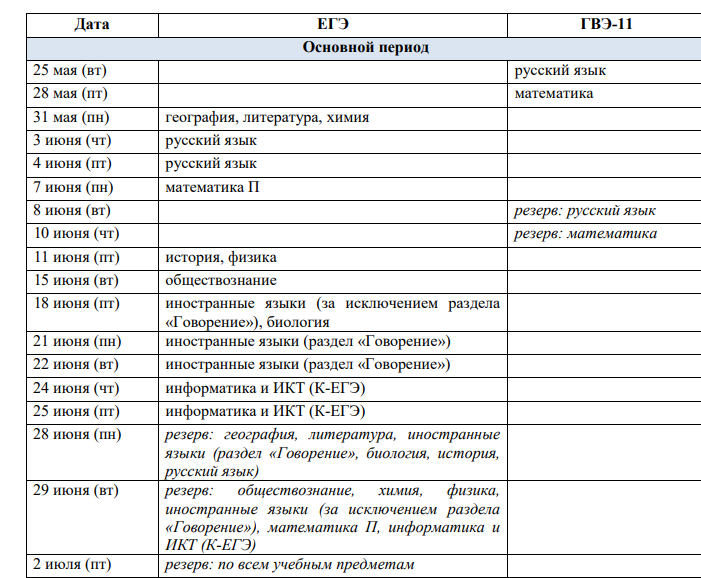 Дата ЕГЭ ГВЭ-11
Основной период
25 мая (вт) русский язык
28 мая (пт) математика
31 мая (пн) география, литература, химия
3 июня (чт) русский язык
4 июня (пт) русский язык
7 июня (пн) математика П
8 июня (вт) резерв: русский язык
10 июня (чт) резерв: математика
11 июня (пт) история, физика
15 июня (вт) обществознание
18 июня (пт) иностранные языки (за исключением раздела
«Говорение»), биология
21 июня (пн) иностранные языки (раздел «Говорение»)
22 июня (вт) иностранные языки (раздел «Говорение»)
24 июня (чт) информатика и ИКТ (К-ЕГЭ)
25 июня (пт) информатика и ИКТ (К-ЕГЭ)
28 июня (пн) резерв: география, литература, иностранные
языки (раздел «Говорение», биология, история,
русский язык)
29 июня (вт) резерв: обществознание, химия, физика,
иностранные языки (за исключением раздела
«Говорение»), математика П, информатика и
ИКТ (К-ЕГЭ)
2 июля (пт) резерв: по всем учебным предметам